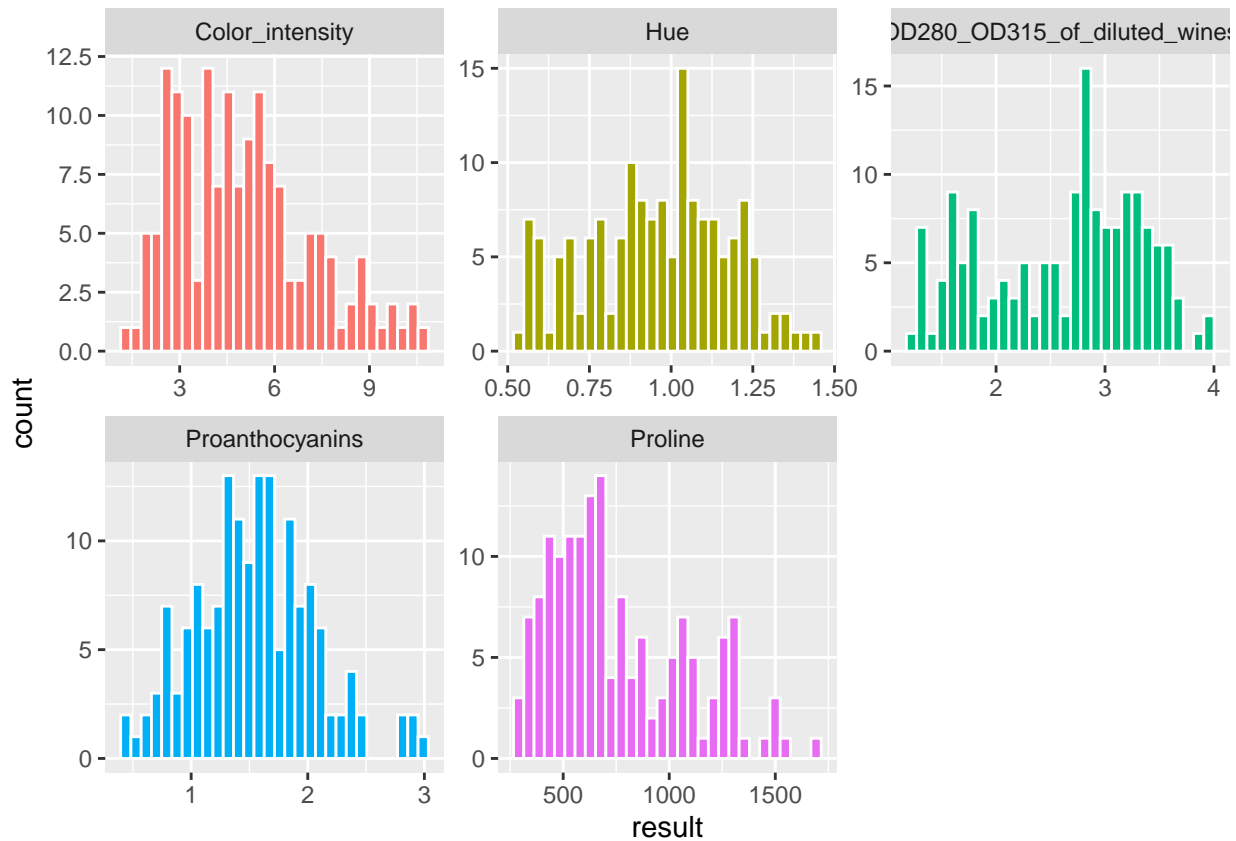 Color_intensity
12.5
10.0
7.5
5.0
2.5
0.0
3 6 9
Hue
15
10
5
0
0.50 0.75 1.00 1.25 1.50
OD280_OD315_of_diluted_wines
15
10
5
0
2 3 4
count
Proanthocyanins
10
5
0
1 2 3
Proline
10
5
0
500 1000 1500
result